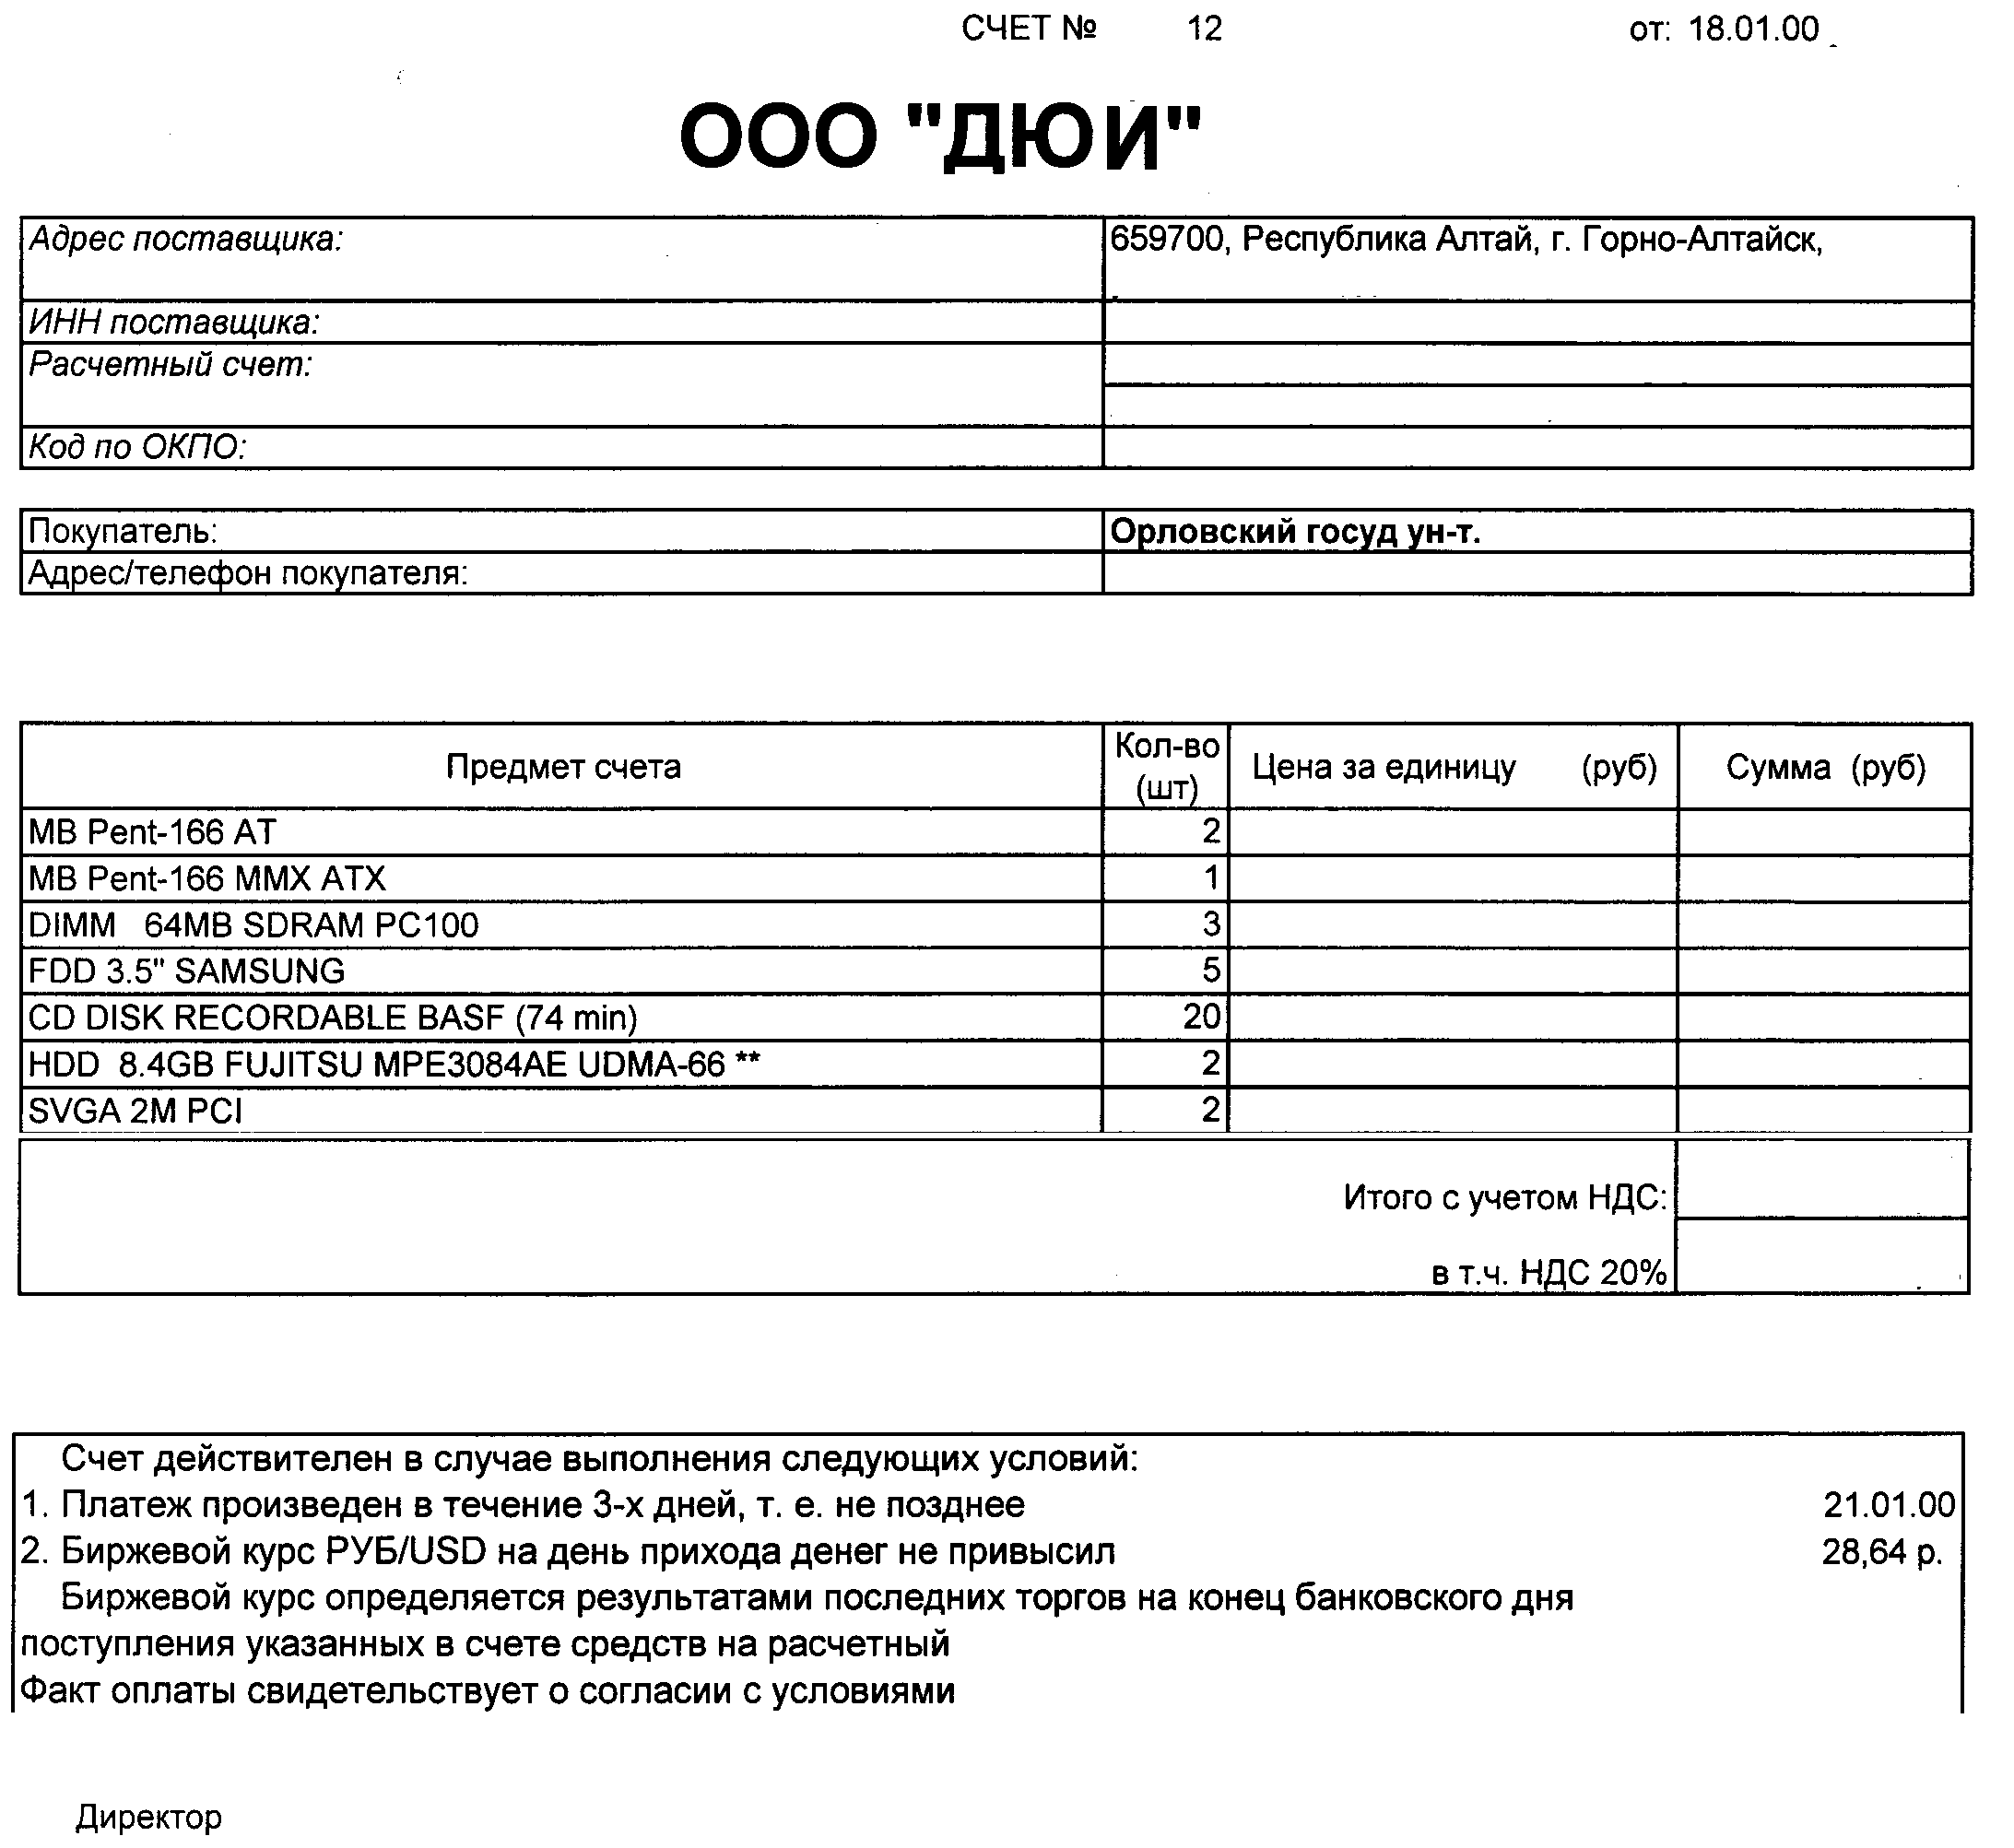 СЧЕТ № 12 от: 18.01.00
ООО "ДЮИ"
Адрес поставщика: 659700, Республика Алтай, г. Горно-Алтайск,
ИНН поставщика:
Расчетный счет:
Код по ОКПО:
Покупатель: Орловский госуд ун-т.
Адрес/телефон покупателя:
Предмет счета Кол-во (шт) Цена за единицу (руб) Сумма (руб)
MB Pent-166 AT 2
MB Pent-166 MMX ATX 1
DIMM 64MB SDRAM PC100 3
FDD 3.5" SAMSUNG 5
CD DISK RECORDABLE BASF (74 min) 20
HDD 8.4GB FUJITSU MPE3084AE UDMA-66 ** 2
SVGA 2M PCI 2
Итого с учетом НДС:
в т.ч. НДС 20%
Счет действителен в случае выполнения следующих условий:
1. Платеж произведен в течение 3-х дней, т. е. не позднее 21.01.00
2. Биржевой курс РУБ/USD на день прихода денег не привысил 28,64 р.
Биржевой курс определяется результатами последних торгов на конец банковского дня
поступления указанных в счете средств на расчетный
Факт оплаты свидетельствует о согласии с условиями
Директор